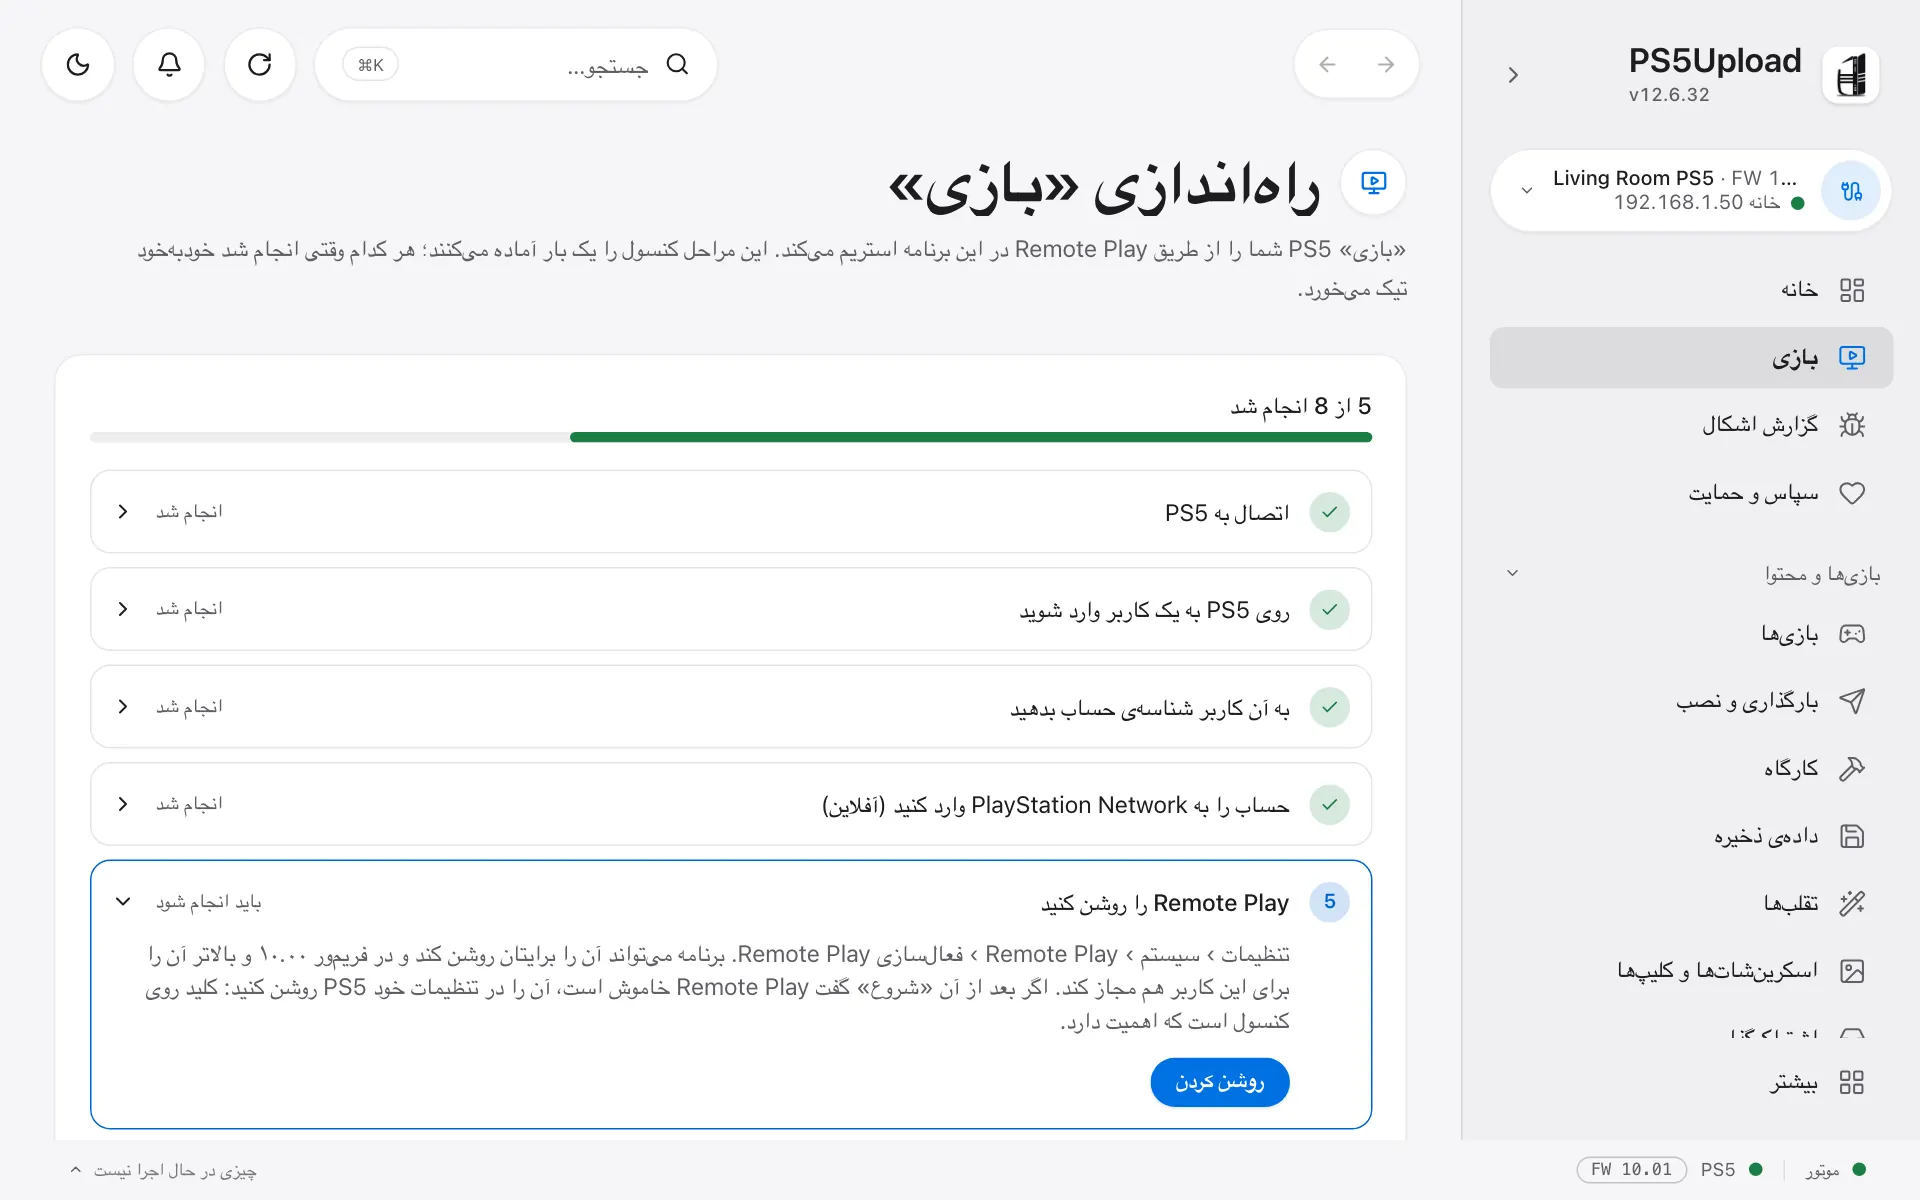 PS5Upload
v12.6.32
Living Room PS5 · FW 1...
خانه 192.168.1.50
خانه
بازی
گزارش اشکال
سپاس و حمایت
بازی‌ها و محتوا
بازی‌ها
بارگذاری و نصب
کارگاه
داده‌ی ذخیره
تقلب‌ها
اسکرین‌شات‌ها و کلیپ‌ها
بیشتر
جستجو...
⌘K
راه‌اندازی «بازی»
«بازی» PS5 شما را از طریق Remote Play در این برنامه استریم می‌کند. این مراحل کنسول را یک بار آماده می‌کنند؛ هر کدام وقتی انجام شد خودبه‌خود
تیک می‌خورد.
5 از 8 انجام شد
اتصال به PS5
انجام شد
روی PS5 به یک کاربر وارد شوید
انجام شد
به آن کاربر شناسه‌ی حساب بدهید
انجام شد
حساب را به PlayStation Network وارد کنید (آفلاین)
انجام شد
5
Remote Play را روشن کنید
باید انجام شود
تنظیمات › سیستم › Remote Play › فعال‌سازی Remote Play. برنامه می‌تواند آن را برایتان روشن کند و در فریم‌ور ۱۰.۰۰ و بالاتر آن را
برای این کاربر هم مجاز کند. اگر بعد از آن «شروع» گفت Remote Play خاموش است، آن را در تنظیمات خود PS5 روشن کنید: کلید روی
کنسول است که اهمیت دارد.
روشن کردن
موتور
PS5
FW 10.01
چیزی در حال اجرا نیست